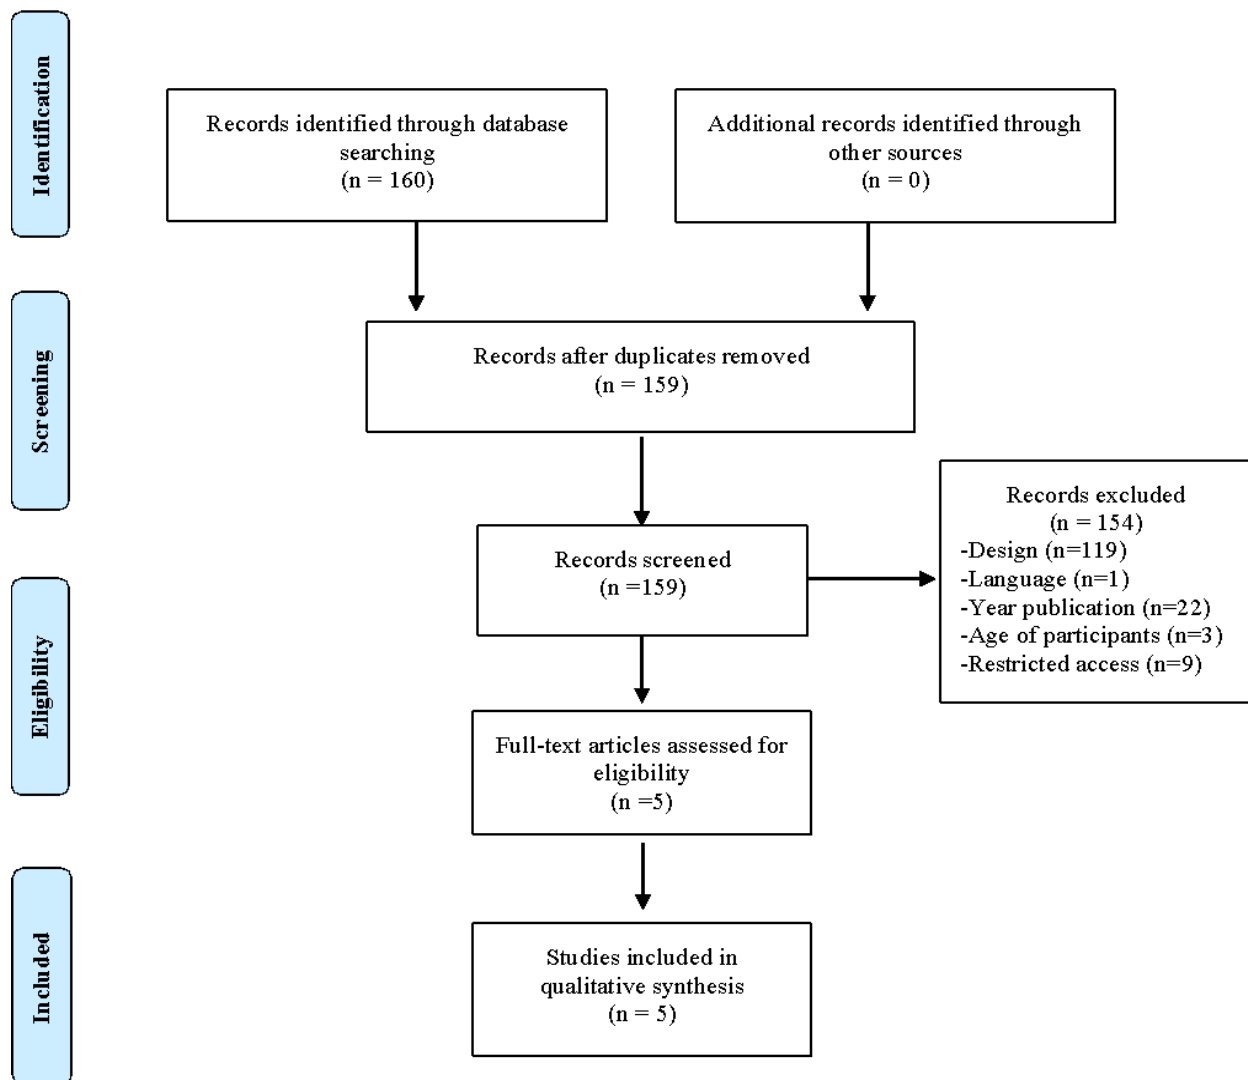 Identification
Records identified through database
searching
(n = 160)
Additional records identified through
other sources
(n = 0)
Screening
Records after duplicates removed
(n = 159)
Records screened
(n =159)
Records excluded
(n = 154)
-Design (n=119)
-Language (n=1)
-Year publication (n=22)
-Age of participants (n=3)
-Restricted access (n=9)
Eligibility
Full-text articles assessed for
eligibility
(n =5)
Included
Studies included in
qualitative synthesis
(n = 5)